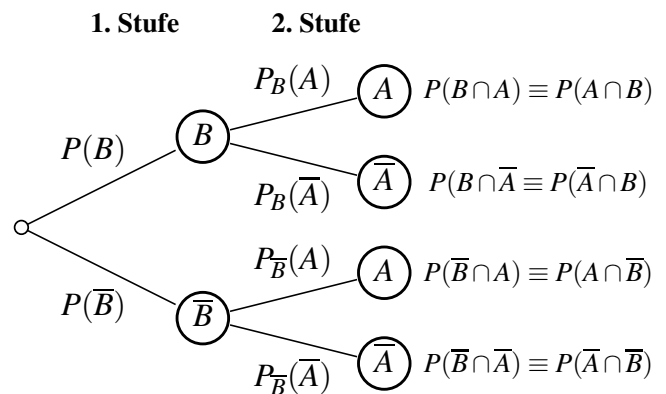 1. Stufe 2. Stufe
P_B(A) A P(B∩A) ≡ P(A∩B)
P(B) B
P_B(A̅) A̅ P(B∩A̅ ≡ P(A̅∩B)
P_B̅(A) A P(B̅∩A) ≡ P(A∩B̅)
P(B̅) B̅
P_B̅(A̅) A̅ P(B̅∩A̅) ≡ P(A̅∩B̅)